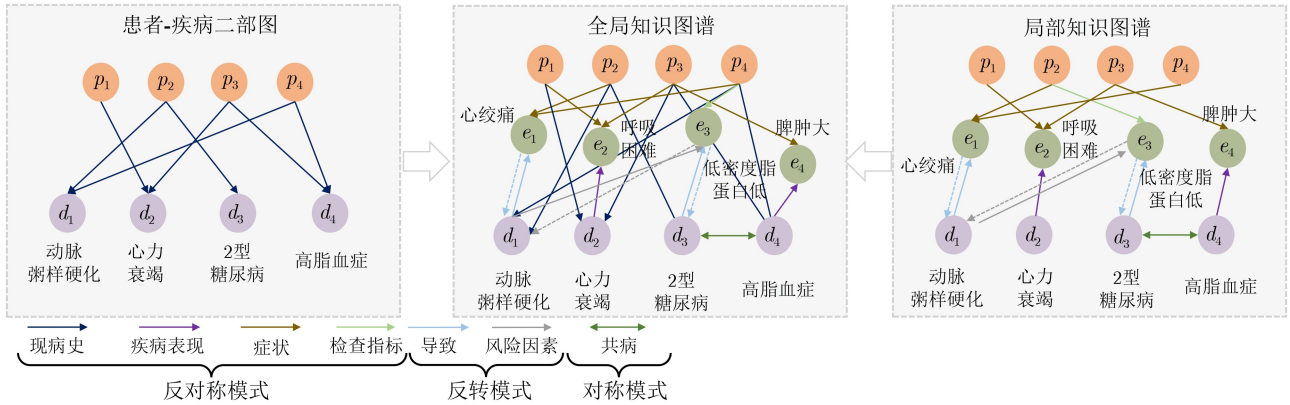 患者-疾病二部图
p1 p2 p3 p4
d1 d2 d3 d4
动脉
粥样硬化
心力
衰竭
2型
糖尿病
高脂血症
全局知识图谱
p1 p2 p3 p4
心绞痛
e1
e2
呼吸
困难
e3
脾肿大
e4
低密度脂
蛋白低
d1 d2 d3 d4
动脉
粥样硬化
心力
衰竭
2型
糖尿病
高脂血症
局部知识图谱
p1 p2 p3 p4
心绞痛
e1
e2
呼吸
困难
e3
脾肿大
e4
低密度脂
蛋白低
d1 d2 d3 d4
动脉
粥样硬化
心力
衰竭
2型
糖尿病
高脂血症
现病史 疾病表现 症状 检查指标 导致 风险因素 共病
反对称模式 反转模式 对称模式